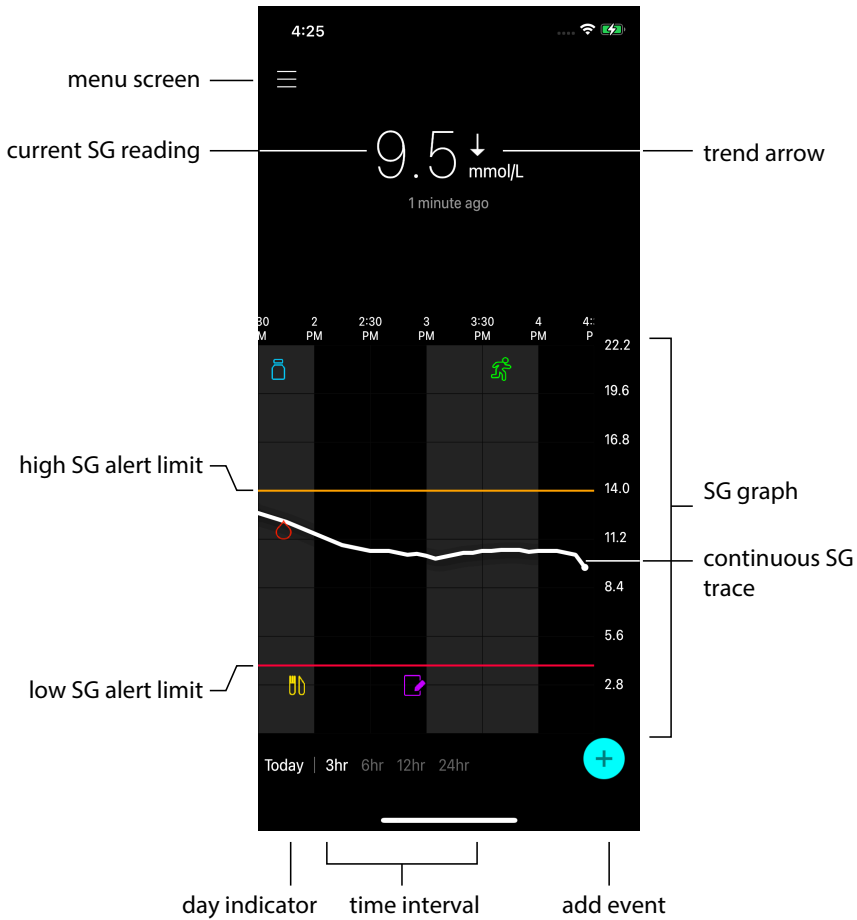 4:25
menu screen
current SG reading
9.5
mmol/L
trend arrow
1 minute ago
30 2 2:30 3 3:30 4 4:
M PM PM PM PM PM P
22.2
19.6
16.8
high SG alert limit
14.0
SG graph
11.2
continuous SG
trace
8.4
5.6
low SG alert limit
2.8
Today | 3hr 6hr 12hr 24hr
+
day indicator time interval add event